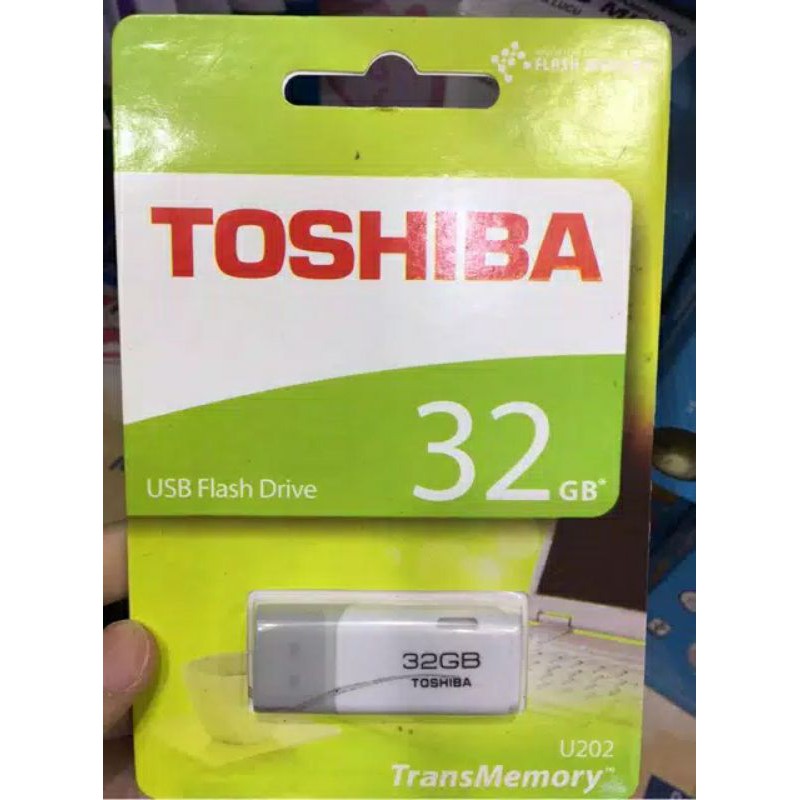 FLASH MEMORY
TOSHIBA
32 GB*
USB Flash Drive
32GB
TOSHIBA
U202
TransMemory™